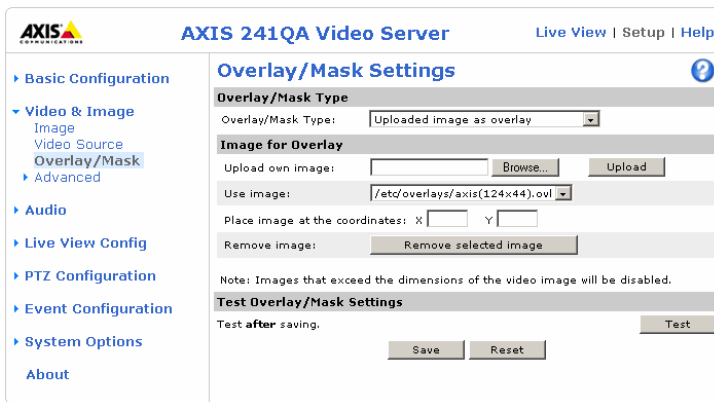 AXIS
COMMUNICATIONS
AXIS 241QA Video Server
Live View | Setup | Help
Basic Configuration
Video & Image
Image
Video Source
Overlay/Mask
Advanced
Audio
Live View Config
PTZ Configuration
Event Configuration
System Options
About
Overlay/Mask Settings
?
Overlay/Mask Type
Overlay/Mask Type: Uploaded image as overlay
Image for Overlay
Upload own image: Browse... Upload
Use image: /etc/overlays/axis(124x44).ovl
Place image at the coordinates: X Y
Remove image: Remove selected image
Note: Images that exceed the dimensions of the video image will be disabled.
Test Overlay/Mask Settings
Test after saving. Test
Save Reset